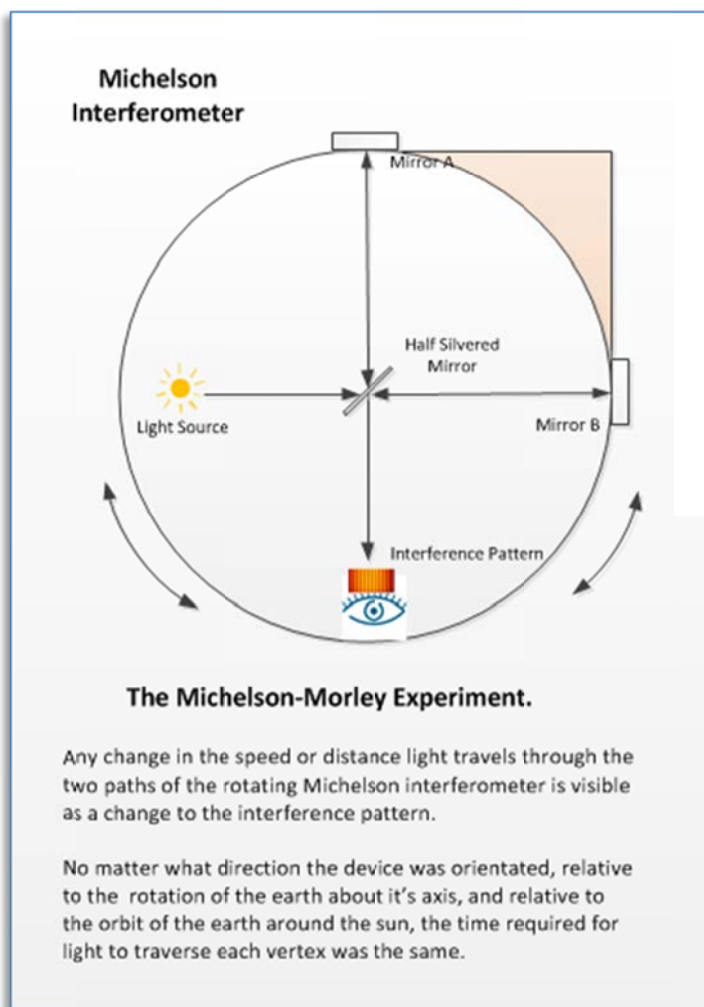 Michelson
Interferometer
Mirror A
Half Silvered
Mirror
Light Source
Mirror B
Interference Pattern
The Michelson-Morley Experiment.
Any change in the speed or distance light travels through the
two paths of the rotating Michelson interferometer is visible
as a change to the interference pattern.
No matter what direction the device was orientated, relative
to the rotation of the earth about it's axis, and relative to
the orbit of the earth around the sun, the time required for
light to traverse each vertex was the same.